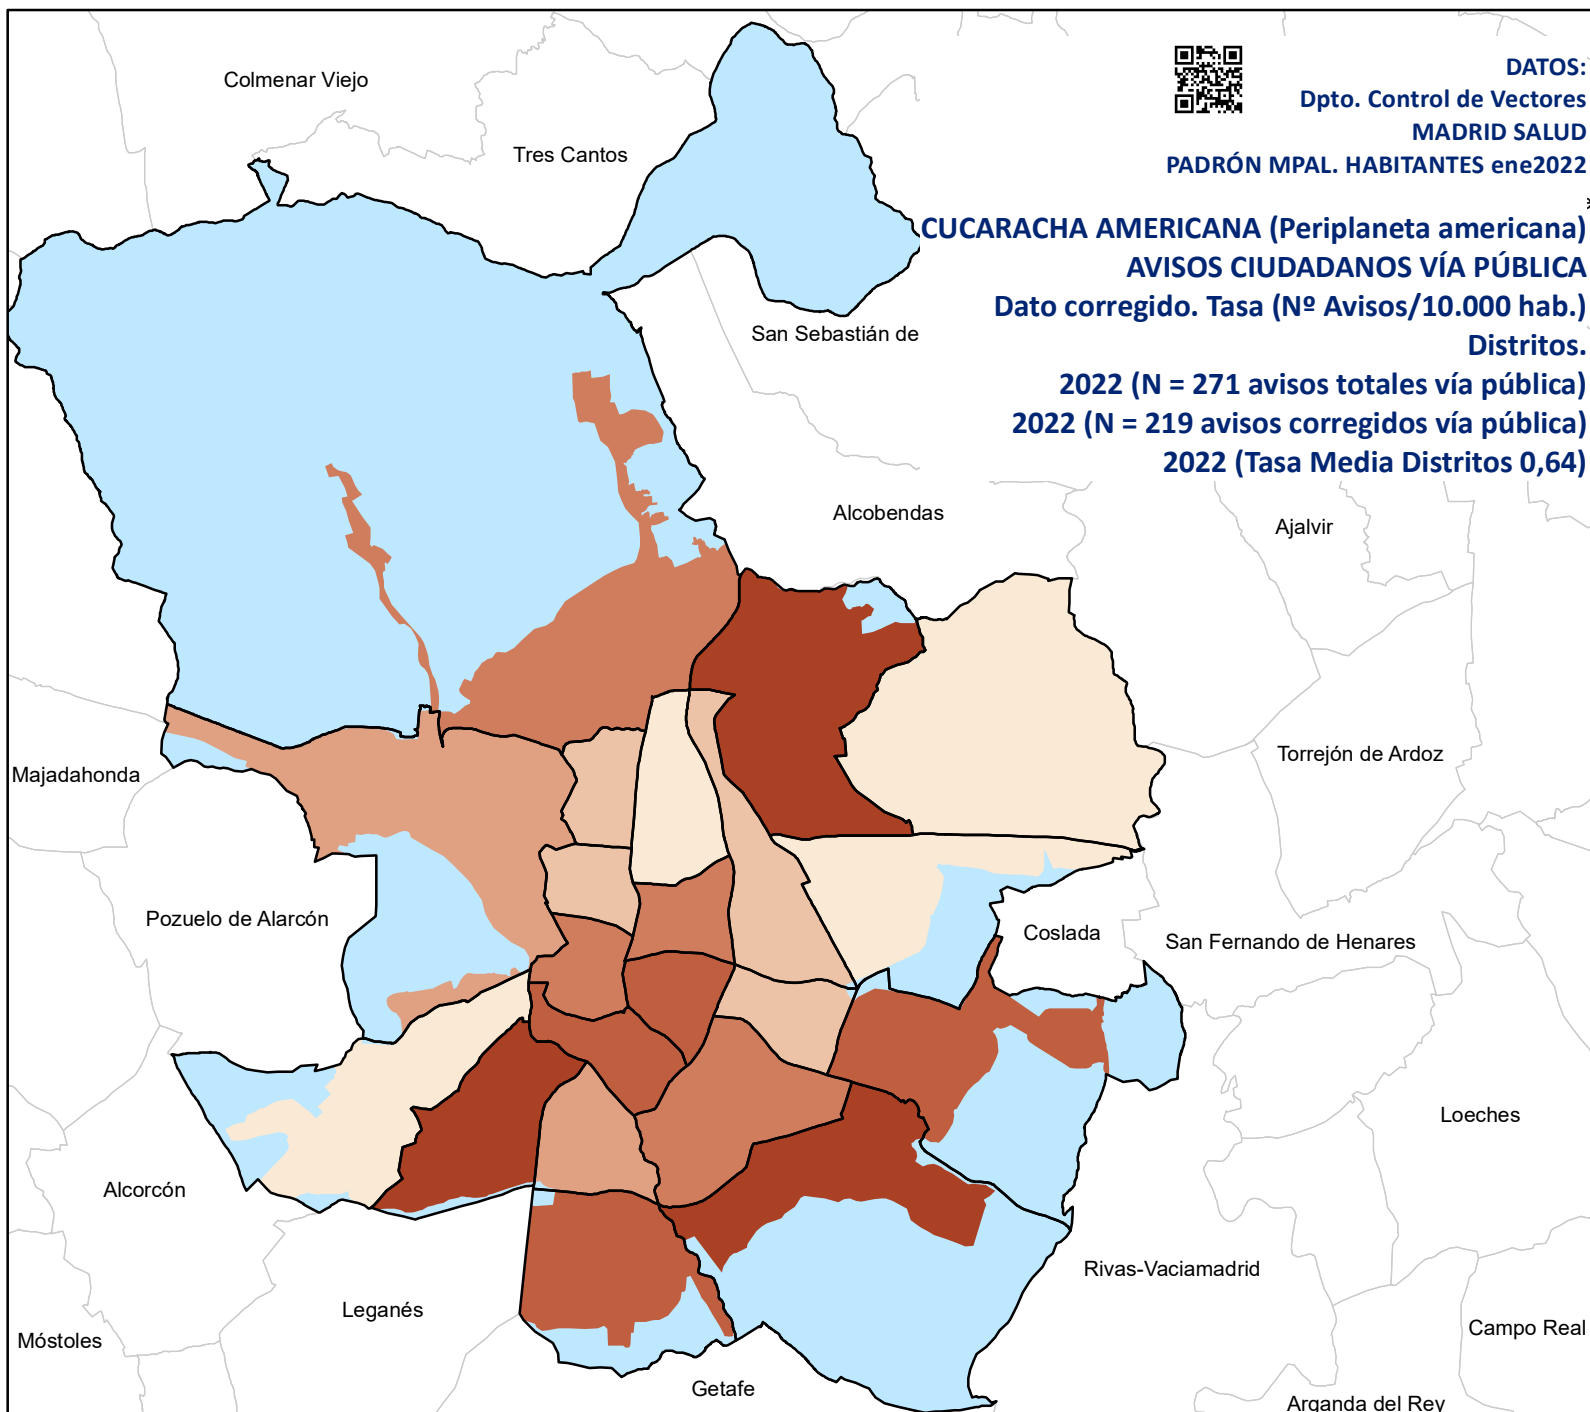 DATOS:
Dpto. Control de Vectores
MADRID SALUD
PADRÓN MPAL. HABITANTES ene2022
*
CUCARACHA AMERICANA (Periplaneta americana)
AVISOS CIUDADANOS VÍA PÚBLICA
Dato corregido. Tasa (Nº Avisos/10.000 hab.)
Distritos.
2022 (N = 271 avisos totales vía pública)
2022 (N = 219 avisos corregidos vía pública)
2022 (Tasa Media Distritos 0,64)
Colmenar Viejo
Tres Cantos
San Sebastián de
Alcobendas
Ajalvir
Majadahonda
Torrejón de Ardoz
Pozuelo de Alarcón
Coslada
San Fernando de Henares
Loeches
Alcorcón
Rivas-Vaciamadrid
Leganés
Móstoles
Campo Real
Getafe
Arganda del Rey